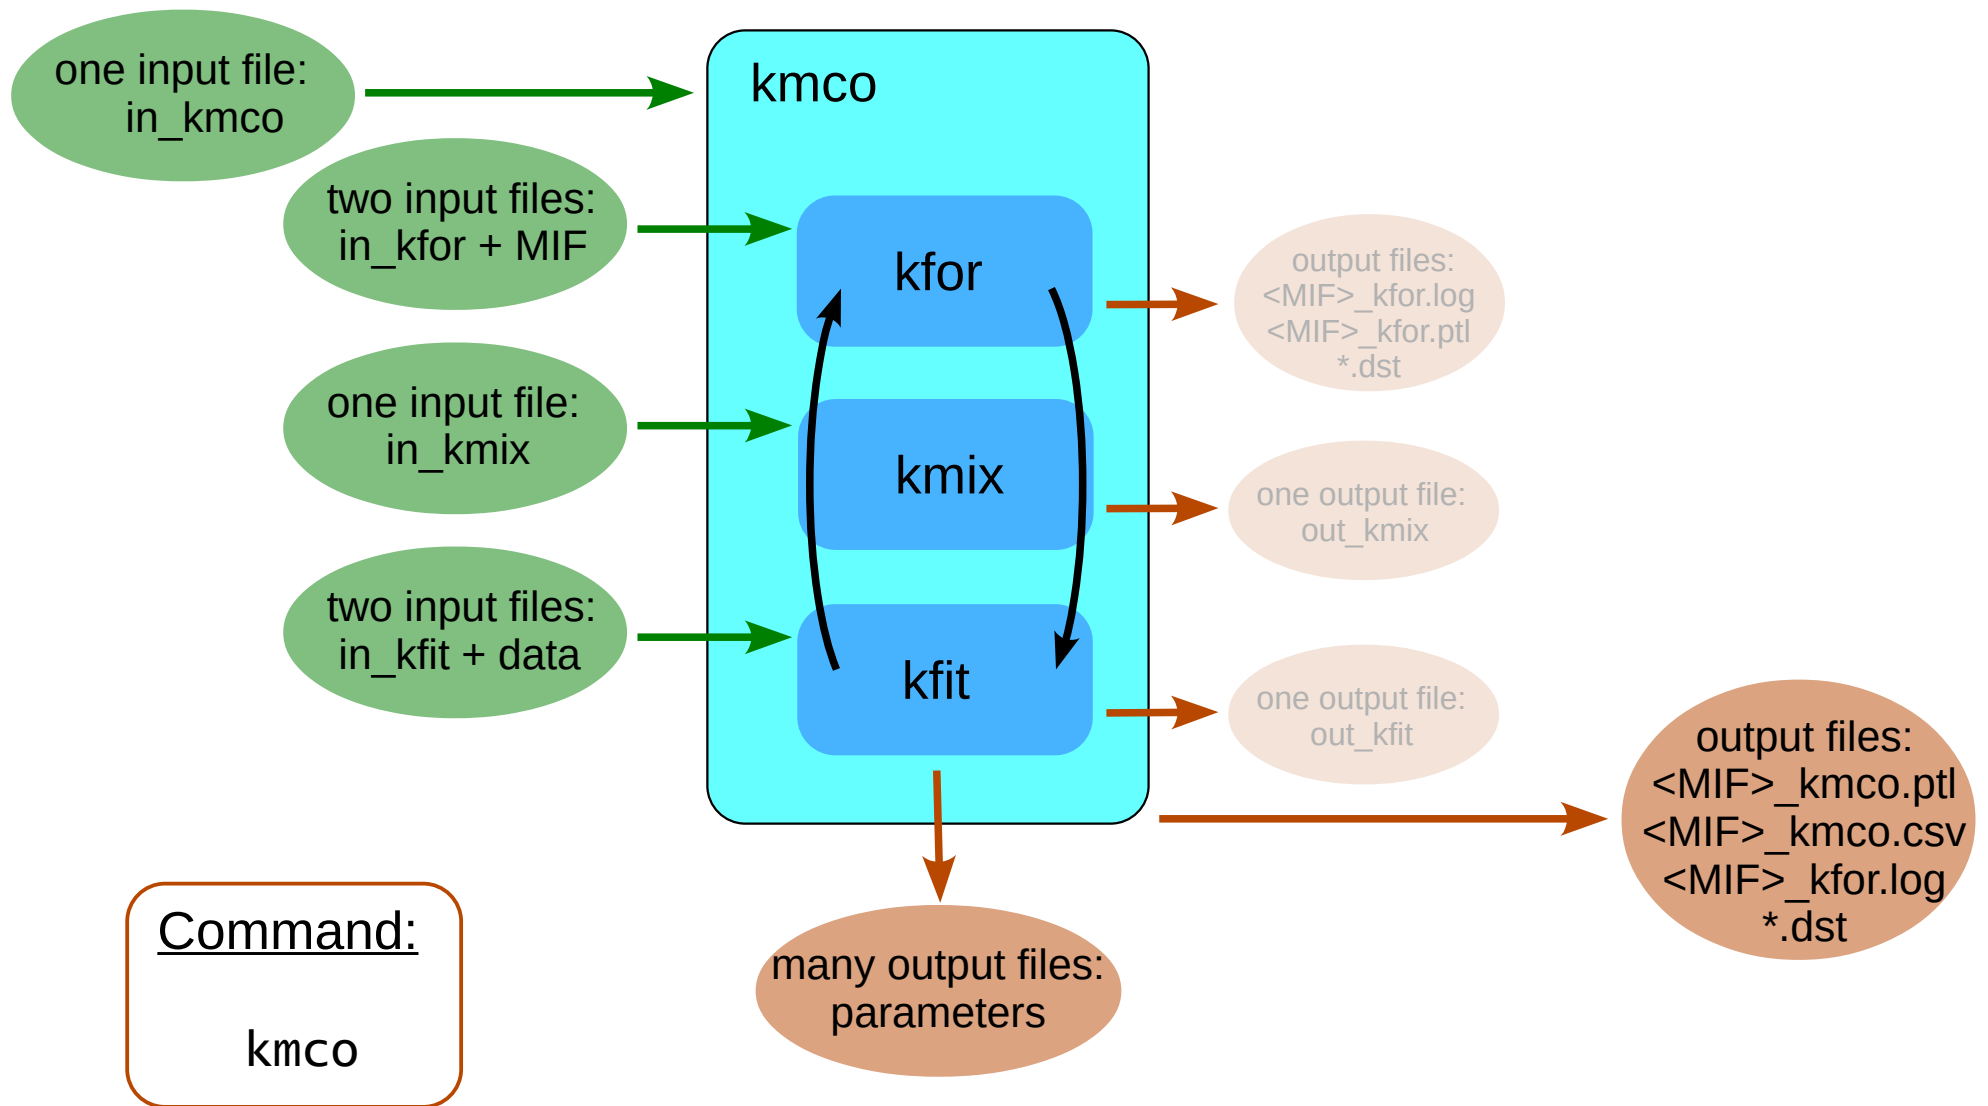 one input file:
in_kmco
kmco
two input files:
in_kfor + MIF
kfor
output files:
<MIF>_kfor.log
<MIF>_kfor.ptl
*.dst
one input file:
in_kmix
kmix
one output file:
out_kmix
two input files:
in_kfit + data
kfit
one output file:
out_kfit
output files:
<MIF>_kmco.ptl
<MIF>_kmco.csv
<MIF>_kfor.log
*.dst
many output files:
parameters
Command:
kmco